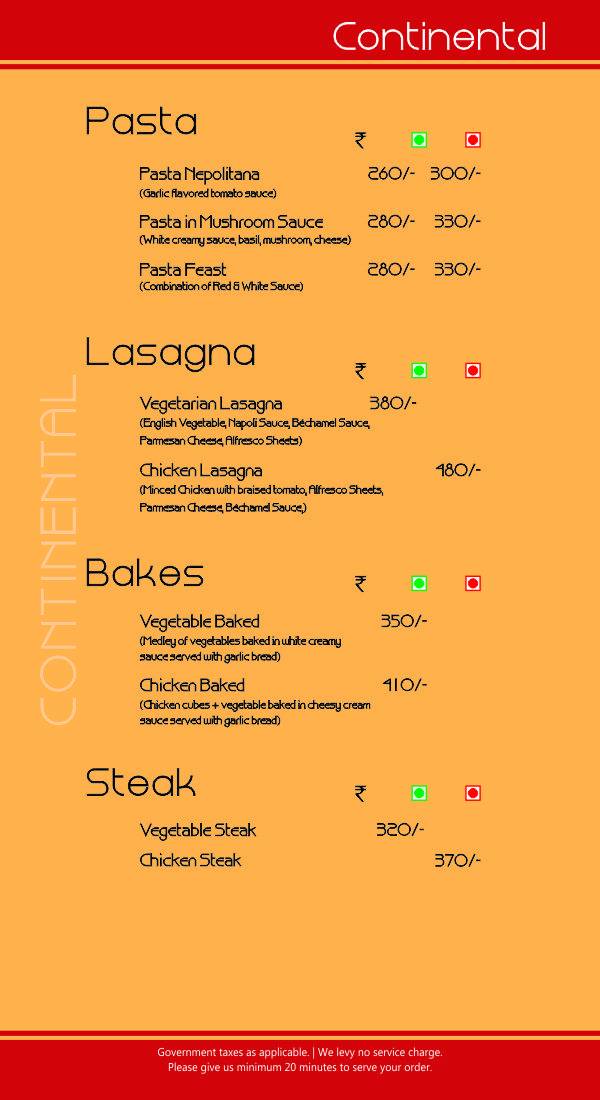 Continental
Pasta
₹
Pasta Nepolitana 260/- 300/-
(Garlic flavored tomato sauce)
Pasta in Mushroom Sauce 280/- 330/-
(White creamy sauce, basil, mushroom, cheese)
Pasta Feast 280/- 330/-
(Combination of Red & White Sauce)
Lasagna
₹
Vegetarian Lasagna 380/-
(English Vegetable, Napoli Sauce, Béchamel Sauce,
Parmesan Cheese, Alfresco Sheets)
Chicken Lasagna 480/-
(Minced Chicken with braised tomato, Alfresco Sheets,
Parmesan Cheese, Béchamel Sauce,)
CONTINENTAL
Bakes
₹
Vegetable Baked 350/-
(Medley of vegetables baked in white creamy
sauce served with garlic bread)
Chicken Baked 410/-
(Chicken cubes + vegetable baked in cheesy cream
sauce served with garlic bread)
Steak
₹
Vegetable Steak 320/-
Chicken Steak 370/-
Government taxes as applicable. | We levy no service charge.
Please give us minimum 20 minutes to serve your order.